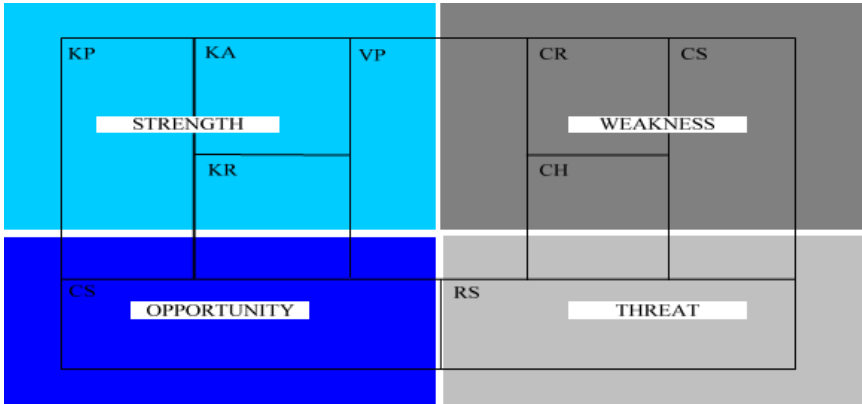 KP
KA
VP
CR
CS
STRENGTH
WEAKNESS
KR
CH
CS
RS
OPPORTUNITY
THREAT